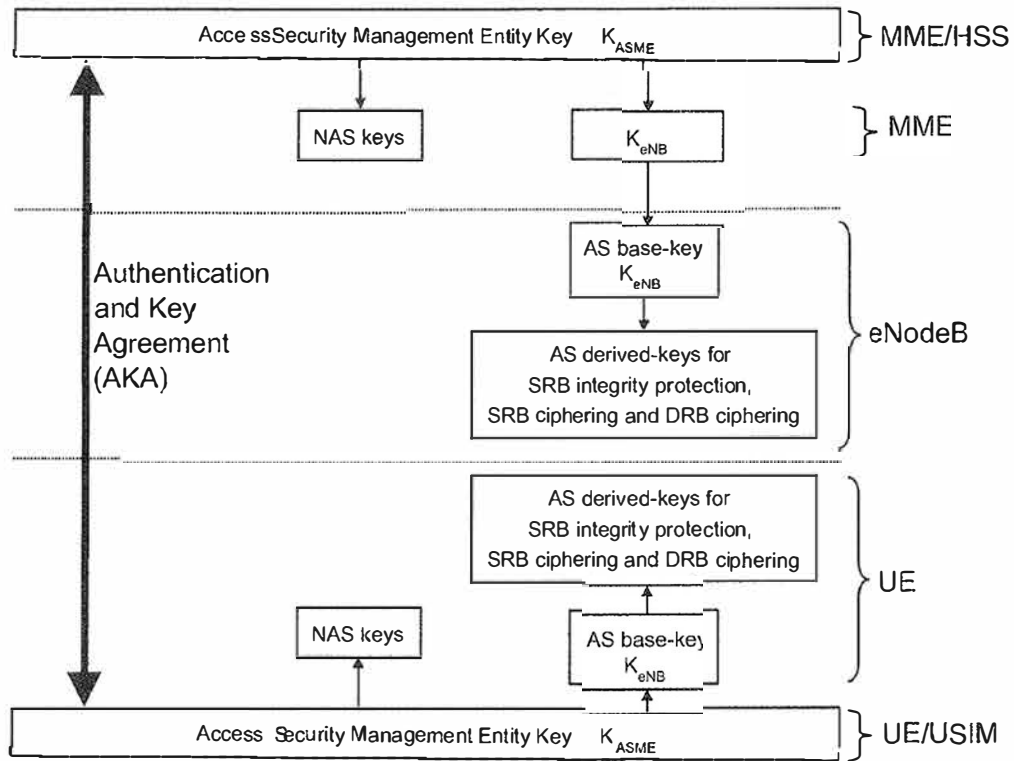 Access Security Management Entity Key K_ASME
} MME/HSS
NAS keys
K_eNB
} MME
AS base-key
K_eNB
AS derived-keys for
SRB integrity protection,
SRB ciphering and DRB ciphering
eNodeB
Authentication
and Key
Agreement
(AKA)
AS derived-keys for
SRB integrity protection,
SRB ciphering and DRB ciphering
UE
NAS keys
AS base-key
K_eNB
Access Security Management Entity Key K_ASME
} UE/USIM